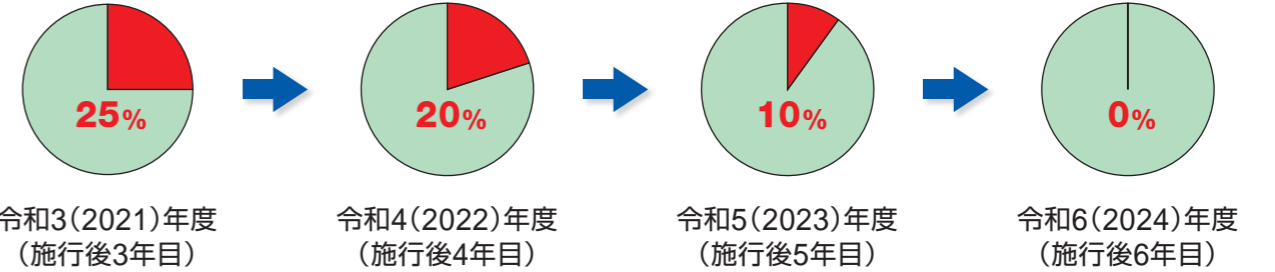 25%
20%
10%
0%
令和3(2021)年度
(施行後3年目)
令和4(2022)年度
(施行後4年目)
令和5(2023)年度
(施行後5年目)
令和6(2024)年度
(施行後6年目)